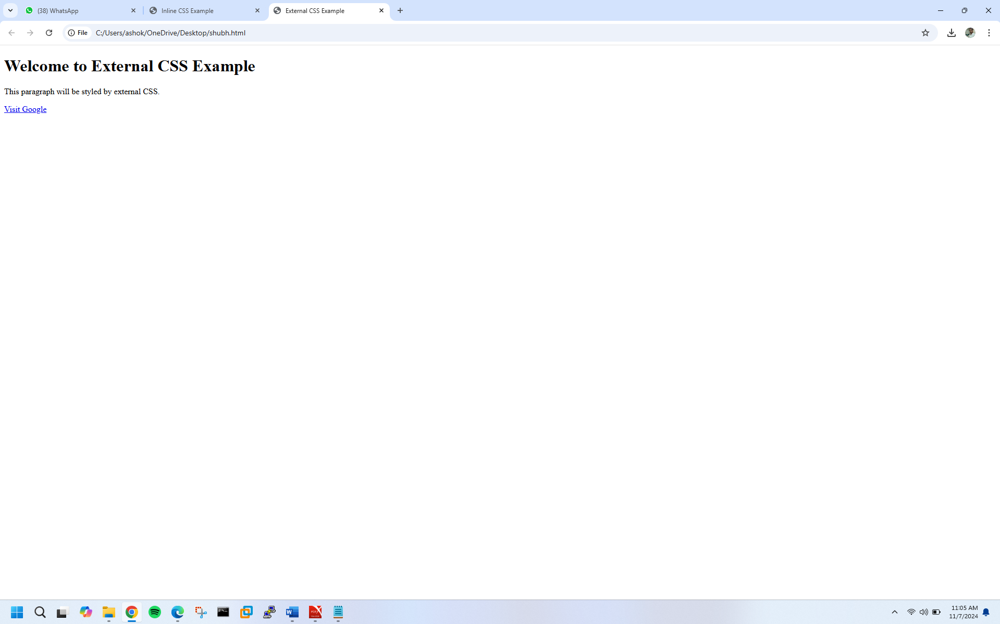 (38) WhatsApp
Inline CSS Example
External CSS Example
File
C:/Users/ashok/OneDrive/Desktop/shubh.html
Welcome to External CSS Example
This paragraph will be styled by external CSS.
Visit Google
11:05 AM
11/7/2024